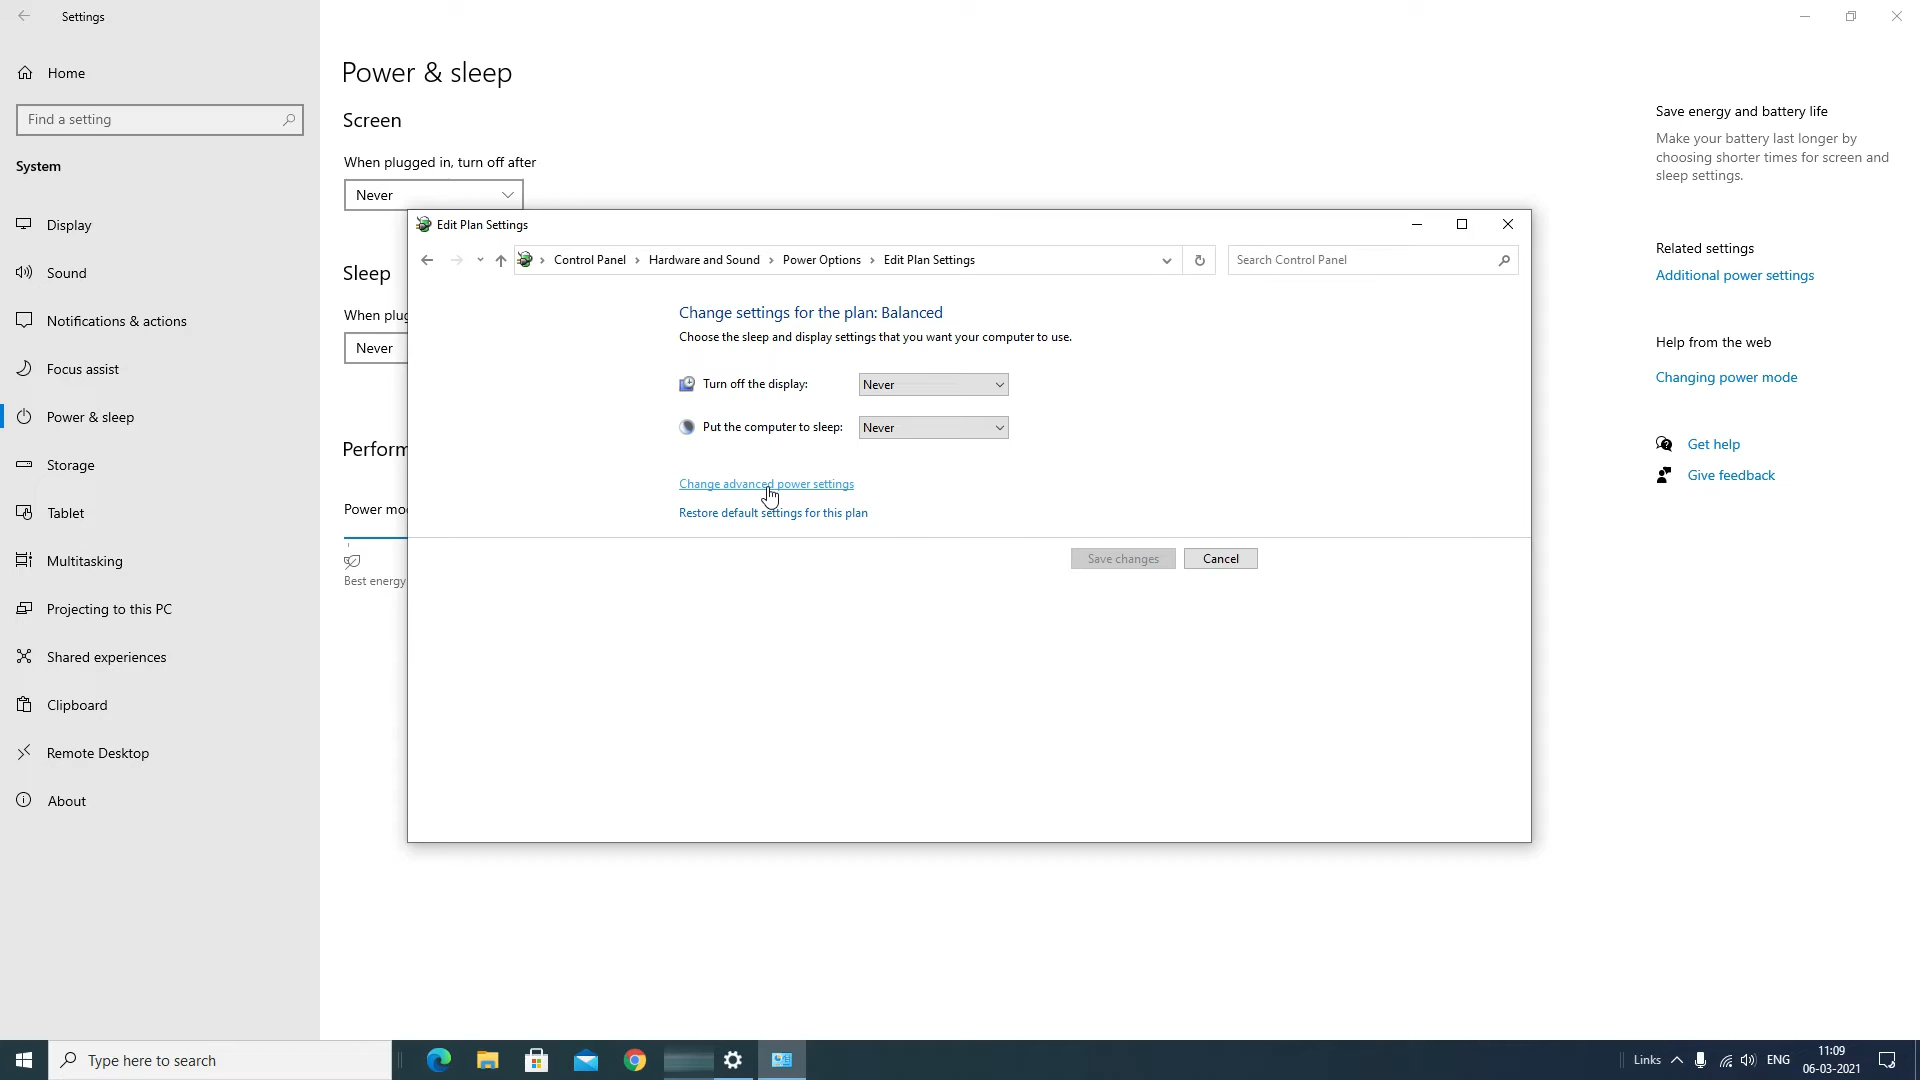 Settings
Home
Find a setting
System
Display
Sound
Notifications & actions
Focus assist
Power & sleep
Storage
Tablet
Multitasking
Projecting to this PC
Shared experiences
Clipboard
Remote Desktop
About
Power & sleep
Screen
When plugged in, turn off after
Never
Sleep
When plug
Never
Perform
Power mo
Best energy
Edit Plan Settings
Control Panel > Hardware and Sound > Power Options > Edit Plan Settings
Search Control Panel
Change settings for the plan: Balanced
Choose the sleep and display settings that you want your computer to use.
Turn off the display: Never
Put the computer to sleep: Never
Change advanced power settings
Restore default settings for this plan
Save changes Cancel
Save energy and battery life
Make your battery last longer by
choosing shorter times for screen and
sleep settings.
Related settings
Additional power settings
Help from the web
Changing power mode
Get help
Give feedback
Type here to search
Links
ENG
11:09
06-03-2021